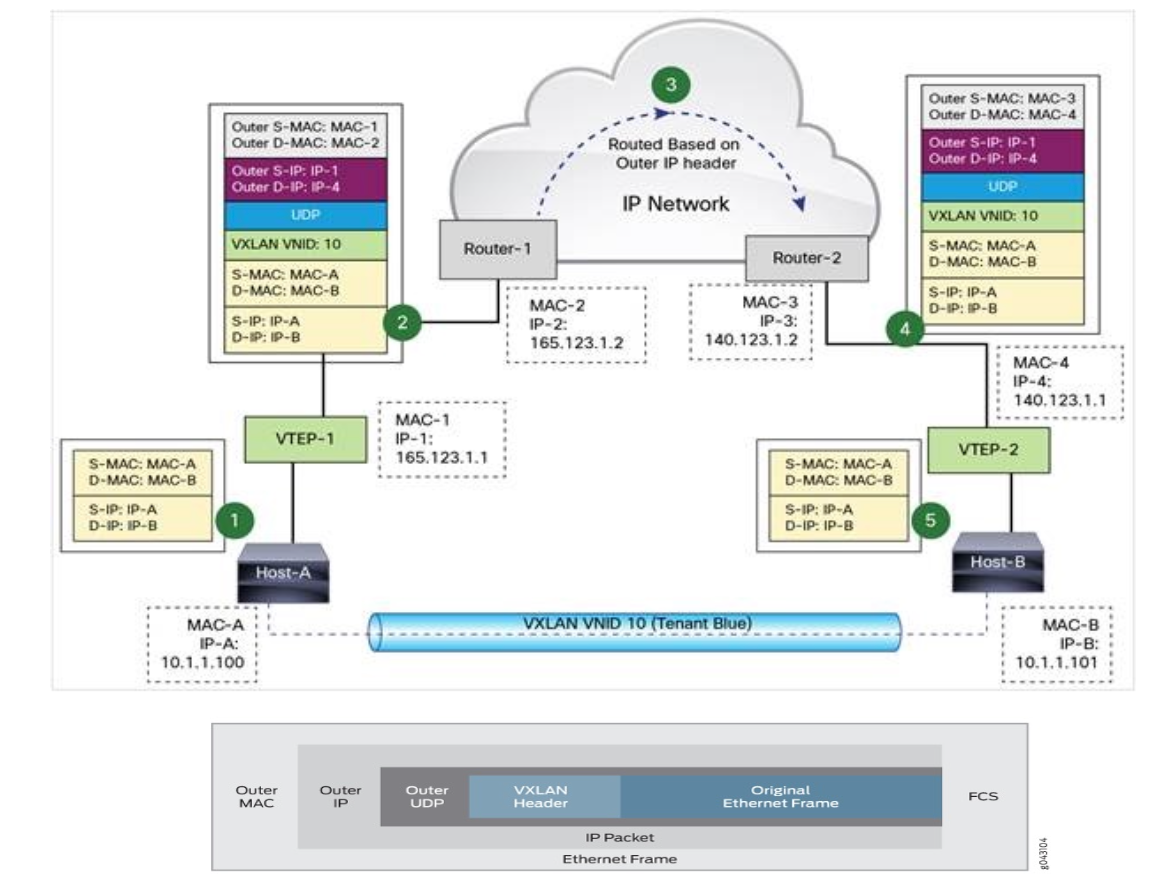 3
Routed Based on
Outer IP header
IP Network
Outer S-MAC: MAC-1
Outer D-MAC: MAC-2
Outer S-IP: IP-1
Outer D-IP: IP-4
UDP
VXLAN VNID: 10
S-MAC: MAC-A
D-MAC: MAC-B
S-IP: IP-A
D-IP: IP-B
2
Router-1
Router-2
Outer S-MAC: MAC-3
Outer D-MAC: MAC-4
Outer S-IP: IP-1
Outer D-IP: IP-4
UDP
VXLAN VNID: 10
S-MAC: MAC-A
D-MAC: MAC-B
S-IP: IP-A
D-IP: IP-B
4
MAC-2
IP-2:
165.123.1.2
MAC-3
IP-3:
140.123.1.2
MAC-4
IP-4:
140.123.1.1
VTEP-1
MAC-1
IP-1:
165.123.1.1
VTEP-2
S-MAC: MAC-A
D-MAC: MAC-B
S-IP: IP-A
D-IP: IP-B
1
S-MAC: MAC-A
D-MAC: MAC-B
S-IP: IP-A
D-IP: IP-B
5
Host-A
Host-B
MAC-A
IP-A:
10.1.1.100
VXLAN VNID 10 (Tenant Blue)
MAC-B
IP-B:
10.1.1.101
Outer
MAC
Outer
IP
Outer
UDP
VXLAN
Header
Original
Ethernet Frame
FCS
IP Packet
Ethernet Frame
g043104